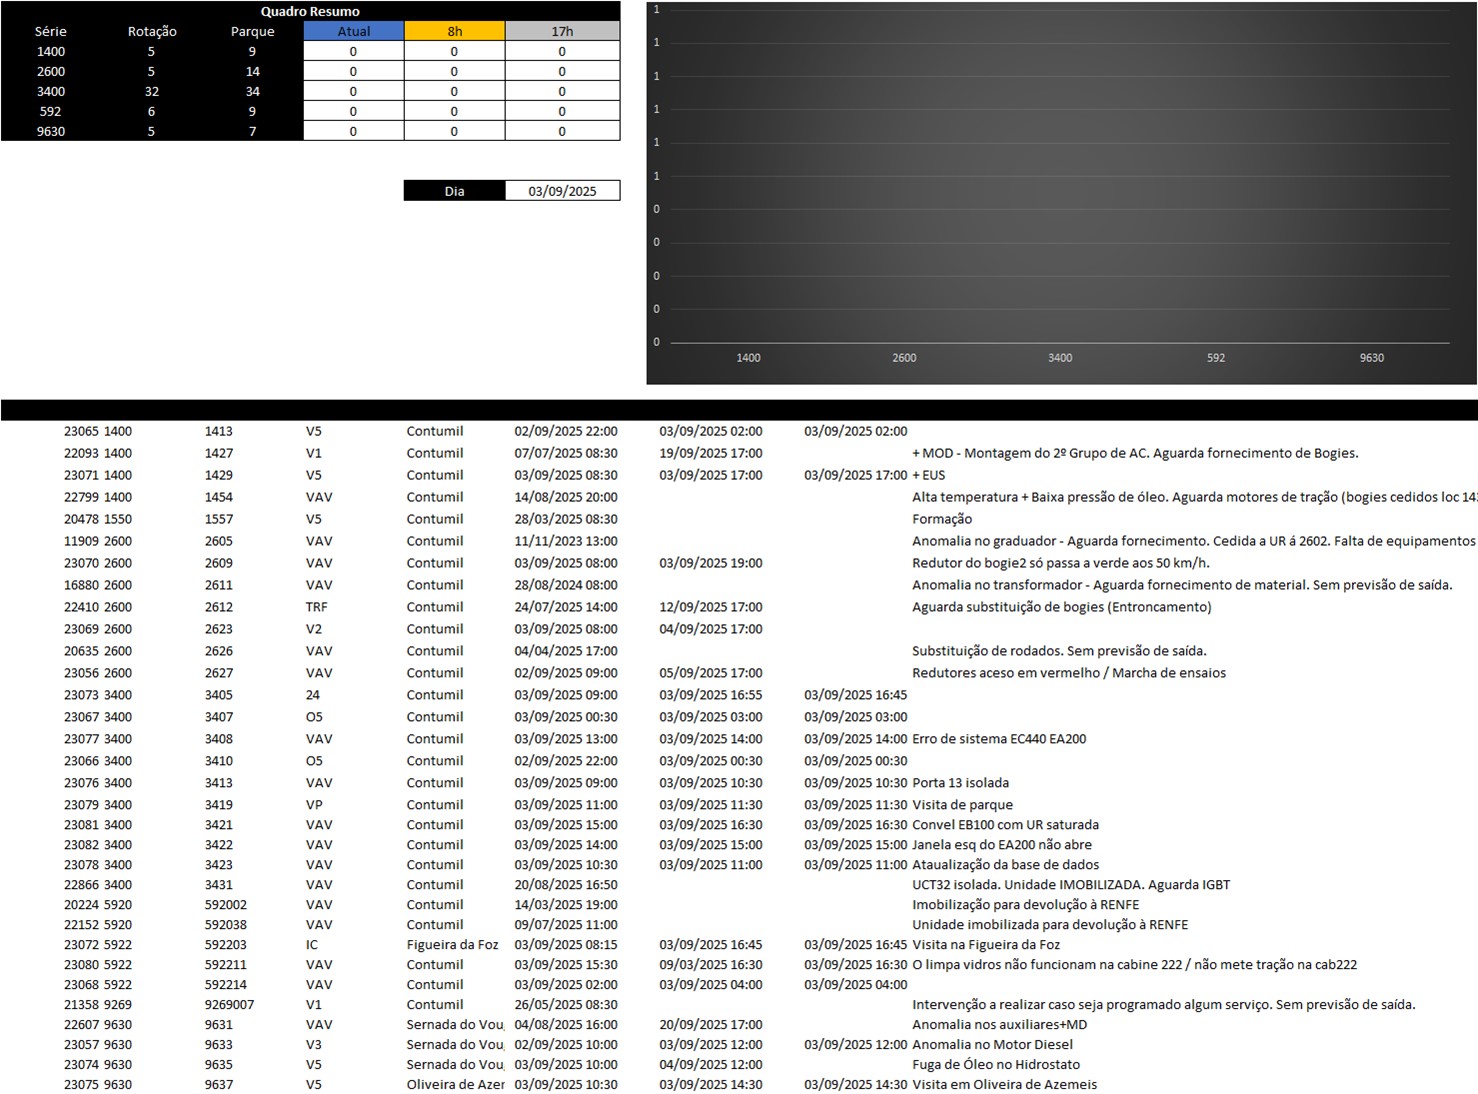 Quadro Resumo
Série Rotação Parque Atual 8h 17h
1400 5 9 0 0 0
2600 5 14 0 0 0
3400 32 34 0 0 0
592 6 9 0 0 0
9630 5 7 0 0 0
Dia 03/09/2025
1
1
1
1
1
1
0
0
0
0
0
1400 2600 3400 592 9630
23065 1400 1413 V5 Contumil 02/09/2025 22:00 03/09/2025 02:00 03/09/2025 02:00
22093 1400 1427 V1 Contumil 07/07/2025 08:30 19/09/2025 17:00 + MOD - Montagem do 2º Grupo de AC. Aguarda fornecimento de Bogies.
23071 1400 1429 V5 Contumil 03/09/2025 08:30 03/09/2025 17:00 03/09/2025 17:00 + EUS
22799 1400 1454 VAV Contumil 14/08/2025 20:00 Alta temperatura + Baixa pressão de óleo. Aguarda motores de tração (bogies cedidos loc 143
20478 1550 1557 V5 Contumil 28/03/2025 08:30 Formação
11909 2600 2605 VAV Contumil 11/11/2023 13:00 Anomalia no graduador - Aguarda fornecimento. Cedida a UR á 2602. Falta de equipamentos
23070 2600 2609 VAV Contumil 03/09/2025 08:00 03/09/2025 19:00 Redutor do bogie2 só passa a verde aos 50 km/h.
16880 2600 2611 VAV Contumil 28/08/2024 08:00 Anomalia no transformador - Aguarda fornecimento de material. Sem previsão de saída.
22410 2600 2612 TRF Contumil 24/07/2025 14:00 12/09/2025 17:00 Aguarda substituição de bogies (Entroncamento)
23069 2600 2623 V2 Contumil 03/09/2025 08:00 04/09/2025 17:00
20635 2600 2626 VAV Contumil 04/04/2025 17:00 Substituição de rodados. Sem previsão de saída.
23056 2600 2627 VAV Contumil 02/09/2025 09:00 05/09/2025 17:00 Redutores aceso em vermelho / Marcha de ensaios
23073 3400 3405 24 Contumil 03/09/2025 09:00 03/09/2025 16:55 03/09/2025 16:45
23067 3400 3407 O5 Contumil 03/09/2025 00:30 03/09/2025 03:00 03/09/2025 03:00
23077 3400 3408 VAV Contumil 03/09/2025 13:00 03/09/2025 14:00 03/09/2025 14:00 Erro de sistema EC440 EA200
23066 3400 3410 O5 Contumil 02/09/2025 22:00 03/09/2025 00:30 03/09/2025 00:30
23076 3400 3413 VAV Contumil 03/09/2025 09:00 03/09/2025 10:30 03/09/2025 10:30 Porta 13 isolada
23079 3400 3419 VP Contumil 03/09/2025 11:00 03/09/2025 11:30 03/09/2025 11:30 Visita de parque
23081 3400 3421 VAV Contumil 03/09/2025 15:00 03/09/2025 16:30 03/09/2025 16:30 Convel EB100 com UR saturada
23082 3400 3422 VAV Contumil 03/09/2025 14:00 03/09/2025 15:00 03/09/2025 15:00 Janela esq do EA200 não abre
23078 3400 3423 VAV Contumil 03/09/2025 10:30 03/09/2025 11:00 03/09/2025 11:00 Ataualização da base de dados
22866 3400 3431 VAV Contumil 20/08/2025 16:50 UCT32 isolada. Unidade IMOBILIZADA. Aguarda IGBT
20224 5920 592002 VAV Contumil 14/03/2025 19:00 Imobilização para devolução à RENFE
22152 5920 592038 VAV Contumil 09/07/2025 11:00 Unidade imobilizada para devolução à RENFE
23072 5922 592203 IC Figueira da Foz 03/09/2025 08:15 03/09/2025 16:45 03/09/2025 16:45 Visita na Figueira da Foz
23080 5922 592211 VAV Contumil 03/09/2025 15:30 09/03/2025 16:30 03/09/2025 16:30 O limpa vidros não funcionam na cabine 222 / não mete tração na cab222
23068 5922 592214 VAV Contumil 03/09/2025 02:00 03/09/2025 04:00 03/09/2025 04:00
21358 9269 9269007 V1 Contumil 26/05/2025 08:30 Intervenção a realizar caso seja programado algum serviço. Sem previsão de saída.
22607 9630 9631 VAV Sernada do Voug 04/08/2025 16:00 20/09/2025 17:00 Anomalia nos auxiliares+MD
23057 9630 9633 V3 Sernada do Voug 02/09/2025 10:00 03/09/2025 12:00 03/09/2025 12:00 Anomalia no Motor Diesel
23074 9630 9635 V5 Sernada do Voug 03/09/2025 10:00 04/09/2025 12:00 Fuga de Óleo no Hidrostato
23075 9630 9637 V5 Oliveira de Azer 03/09/2025 10:30 03/09/2025 14:30 03/09/2025 14:30 Visita em Oliveira de Azemeis